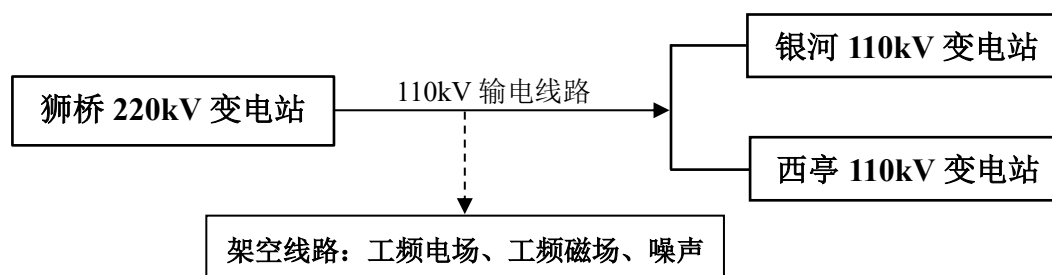 银河 110kV 变电站
110kV 输电线路
狮桥 220kV 变电站
西亭 110kV 变电站
架空线路：工频电场、工频磁场、噪声